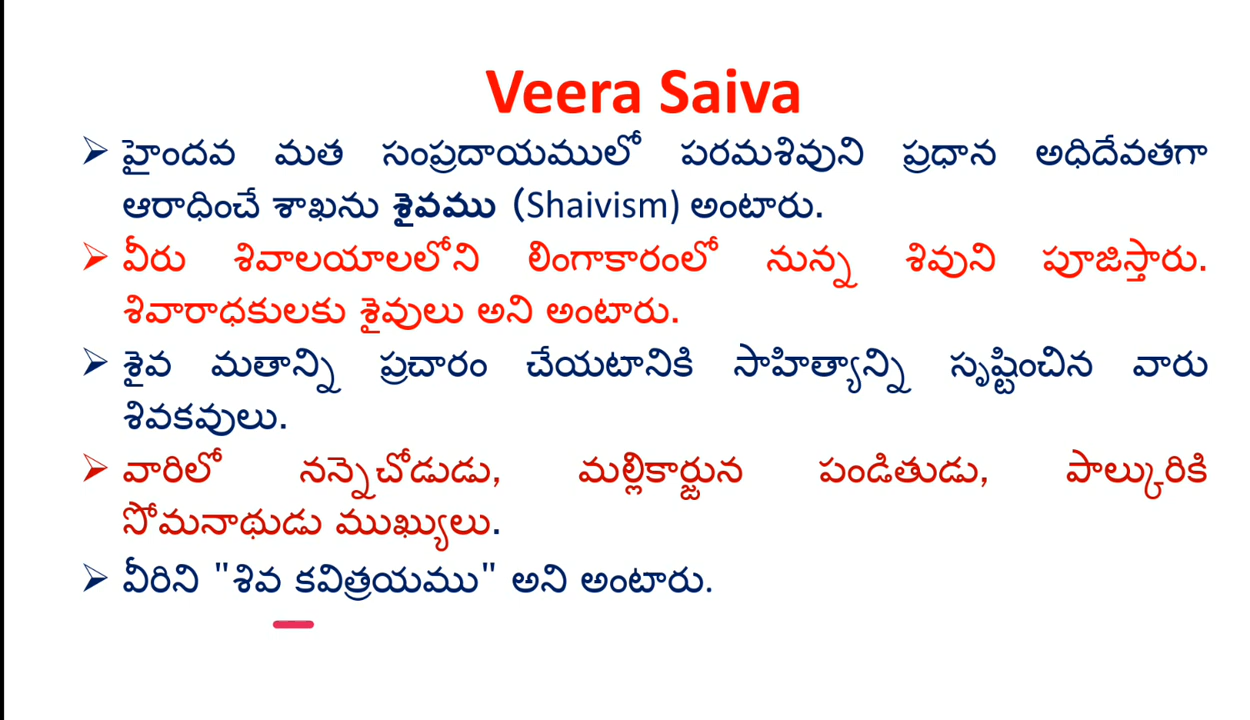 Veera Saiva
➢ హైందవ మత సంప్రదాయములో పరమశివుని ప్రధాన అధిదేవతగా
ఆరాధించే శాఖను శైవము (Shaivism) అంటారు.
➢ వీరు శివాలయాలలోని లింగాకారంలో నున్న శివుని పూజిస్తారు.
శివారాధకులకు శైవులు అని అంటారు.
➢ శైవ మతాన్ని ప్రచారం చేయటానికి సాహిత్యాన్ని సృష్టించిన వారు
శివకవులు.
➢ వారిలో నన్నెచోడుడు, మల్లికార్జున పండితుడు, పాల్కురికి
సోమనాథుడు ముఖ్యులు.
➢ వీరిని "శివ కవిత్రయము" అని అంటారు.